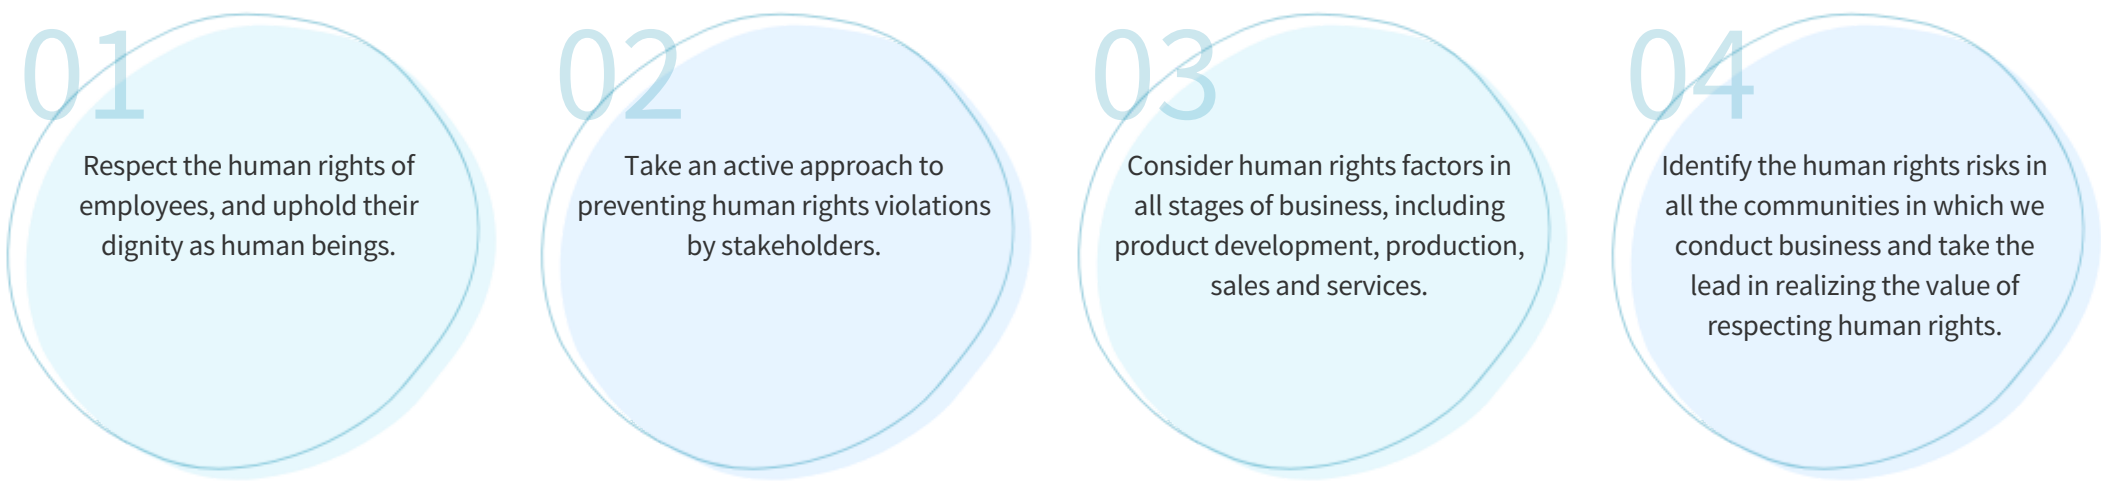 01
Respect the human rights of
employees, and uphold their
dignity as human beings.
02
Take an active approach to
preventing human rights violations
by stakeholders.
03
Consider human rights factors in
all stages of business, including
product development, production,
sales and services.
04
Identify the human rights risks in
all the communities in which we
conduct business and take the
lead in realizing the value of
respecting human rights.